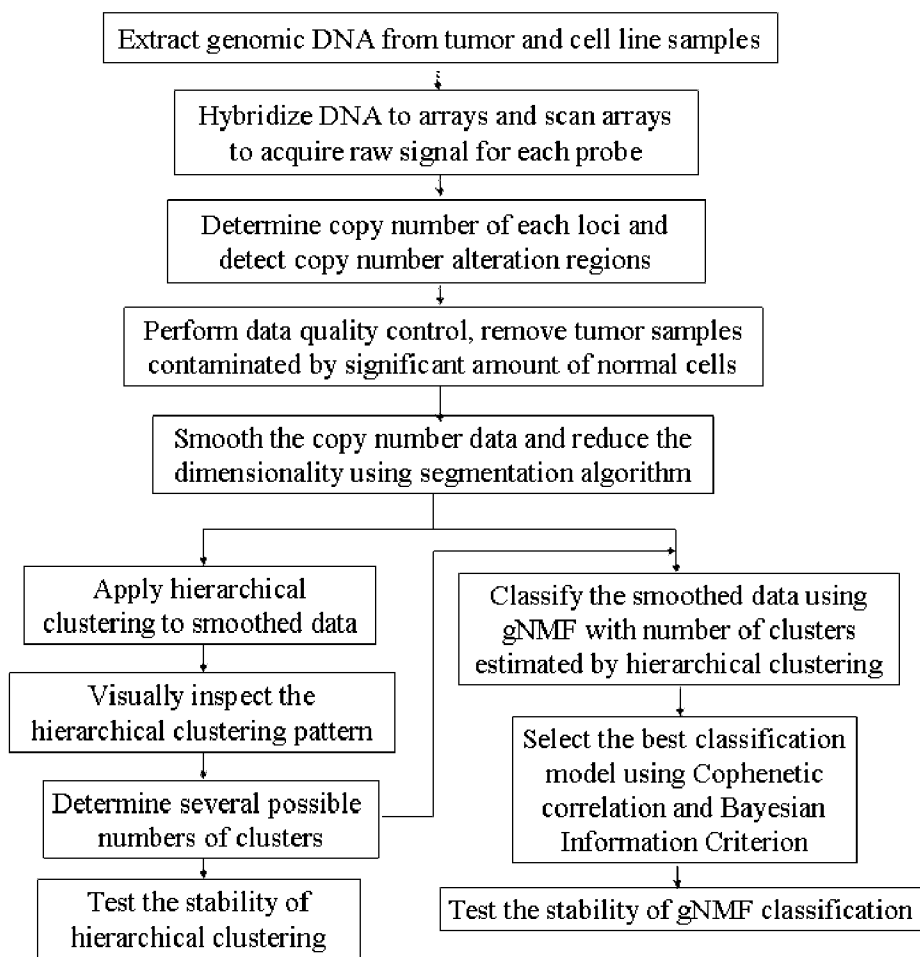 Extract genomic DNA from tumor and cell line samples
Hybridize DNA to arrays and scan arrays
to acquire raw signal for each probe
Determine copy number of each loci and
detect copy number alteration regions
Perform data quality control, remove tumor samples
contaminated by significant amount of normal cells
Smooth the copy number data and reduce the
dimensionality using segmentation algorithm
Apply hierarchical
clustering to smoothed data
Visually inspect the
hierarchical clustering pattern
Determine several possible
numbers of clusters
Test the stability of
hierarchical clustering
Classify the smoothed data using
gNMF with number of clusters
estimated by hierarchical clustering
Select the best classification
model using Cophenetic
correlation and Bayesian
Information Criterion
Test the stability of gNMF classification